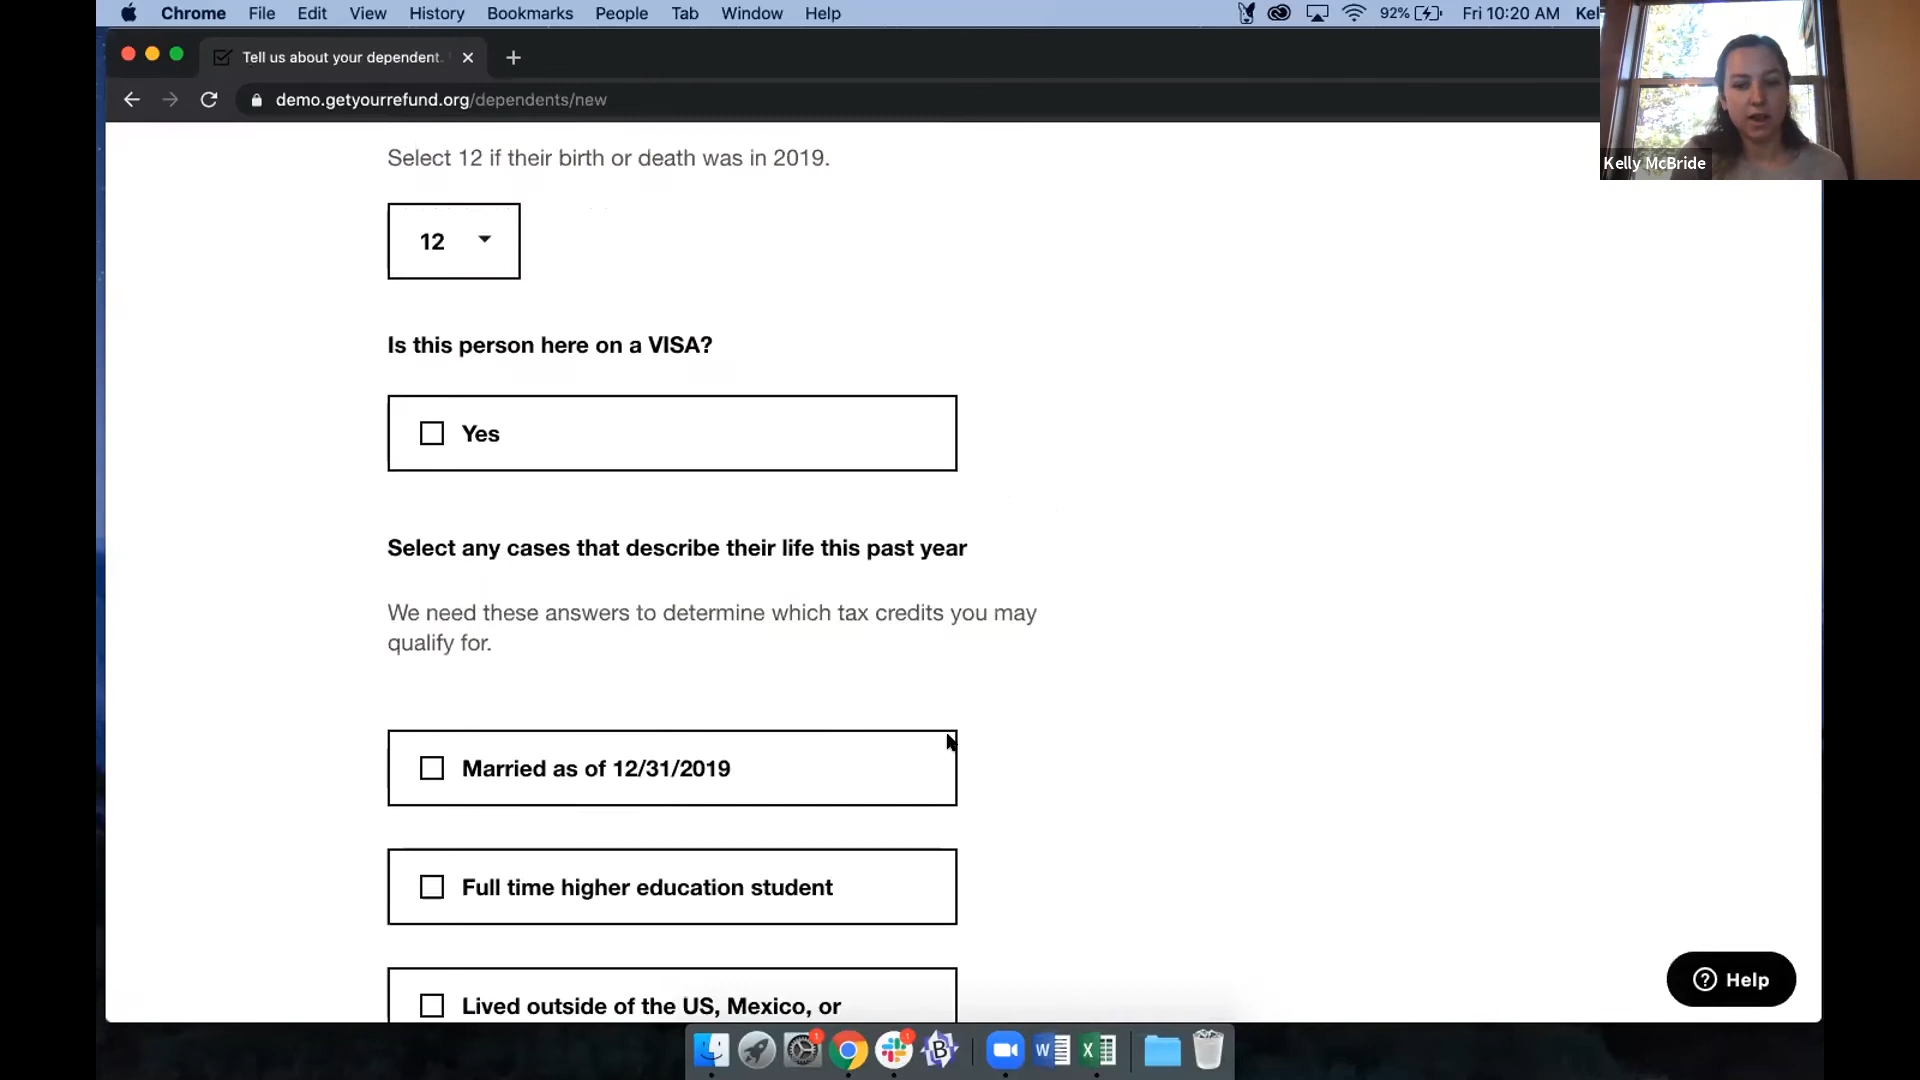 Chrome File Edit View History Bookmarks People Tab Window Help 92% Fri 10:20 AM Kel
Tell us about your dependent.
demo.getyourrefund.org/dependents/new
Kelly McBride
Select 12 if their birth or death was in 2019.
12
Is this person here on a VISA?
Yes
Select any cases that describe their life this past year
We need these answers to determine which tax credits you may
qualify for.
Married as of 12/31/2019
Full time higher education student
Lived outside of the US, Mexico, or
? Help
1
1
B
W
X